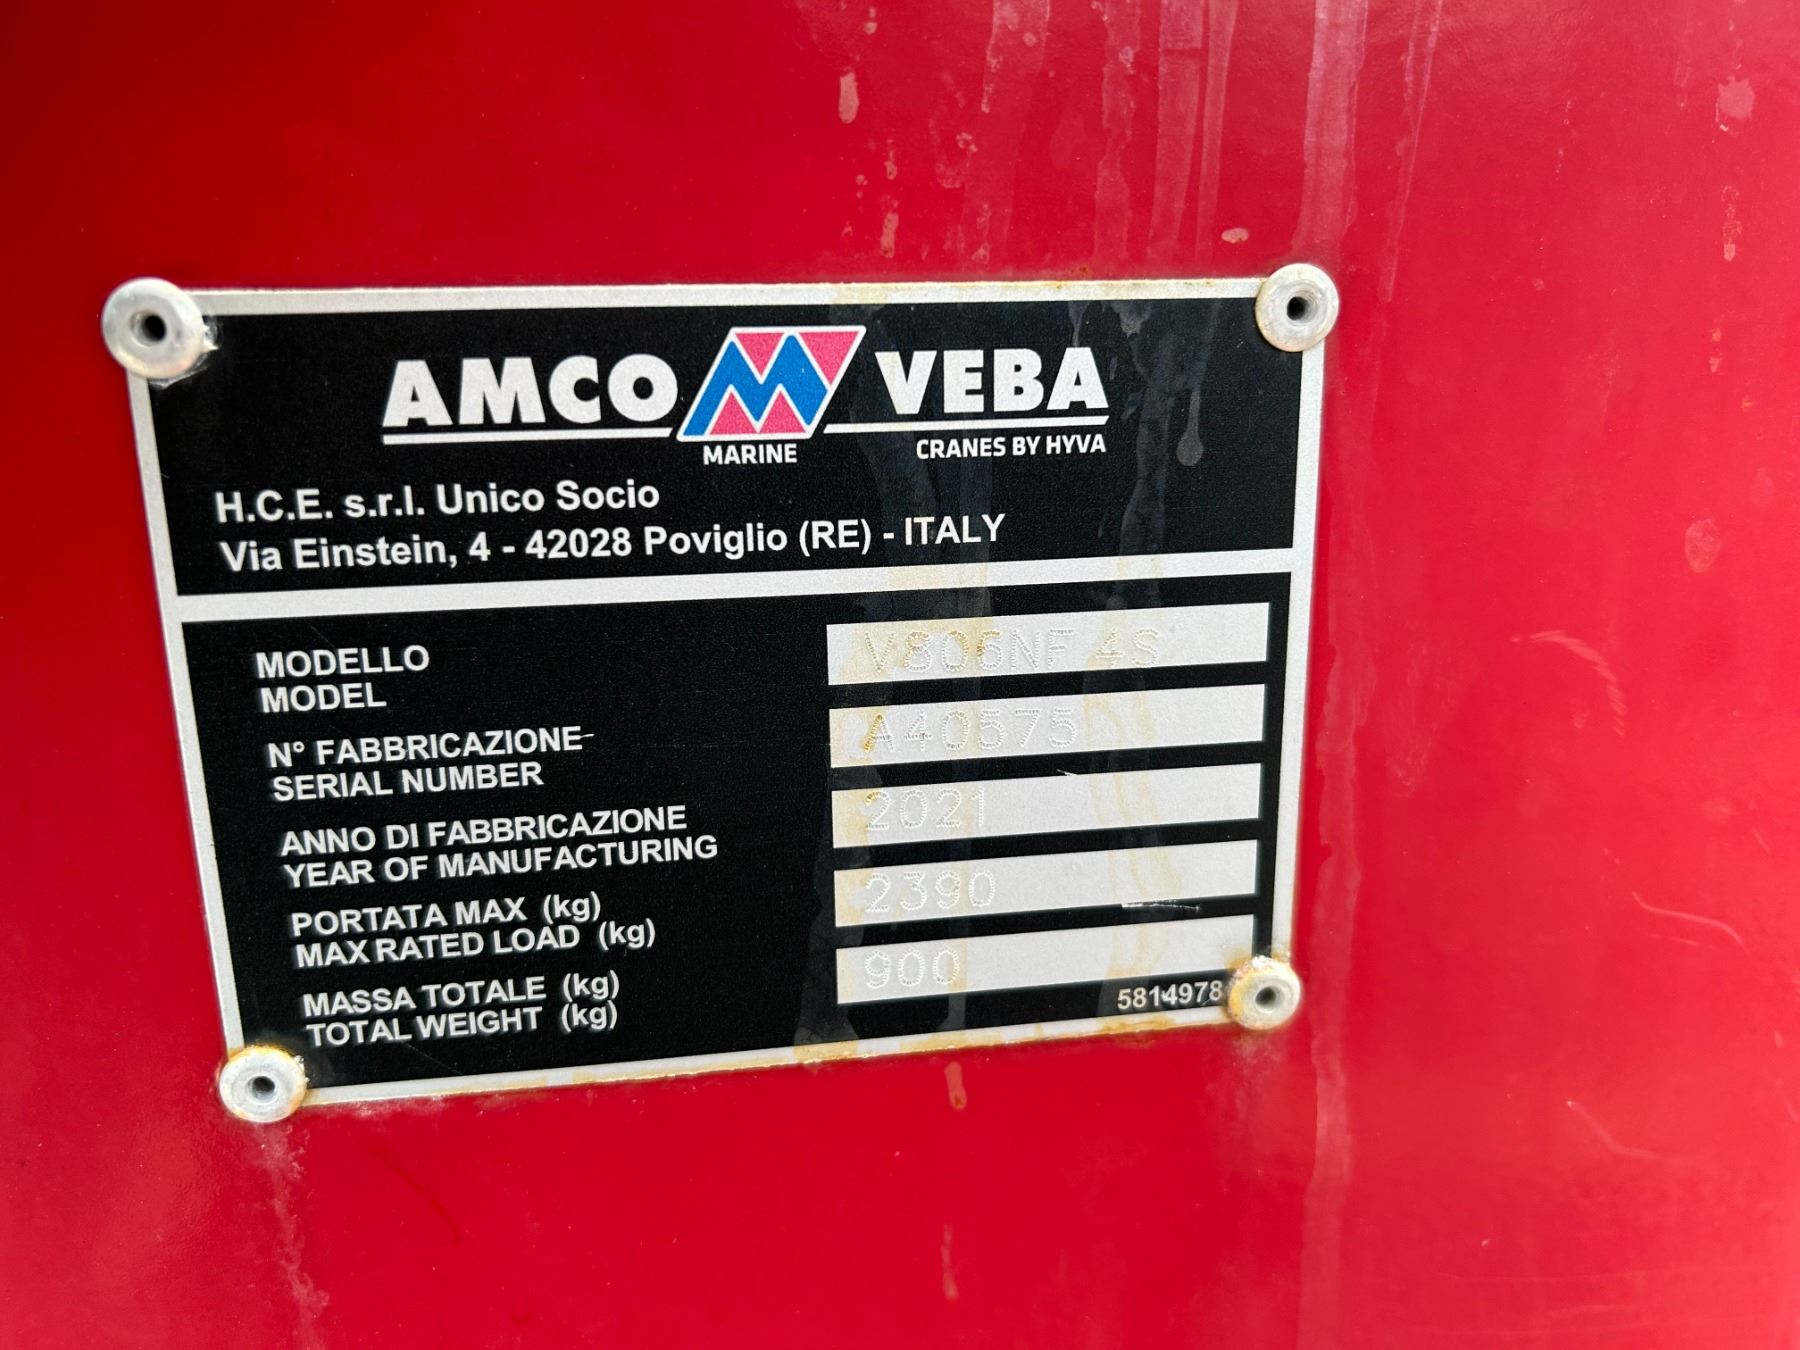 AMCO VEBA
MARINE
CRANES BY HYVA
H.C.E. s.r.l. Unico Socio
Via Einstein, 4 - 42028 Poviglio (RE) - ITALY
MODELLO
MODEL
V806NF 4S
N° FABBRICAZIONE
SERIAL NUMBER
A40575
ANNO DI FABBRICAZIONE
YEAR OF MANUFACTURING
2021
PORTATA MAX (kg)
MAX RATED LOAD (kg)
2390
MASSA TOTALE (kg)
TOTAL WEIGHT (kg)
900
5814978